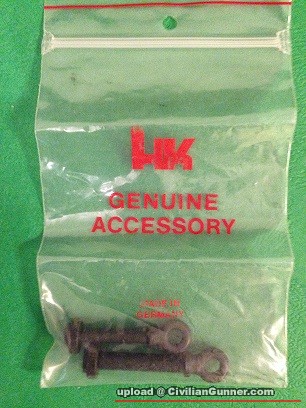 HK
GENUINE
ACCESSORY
MADE IN
GERMANY
upload @ CivilianGunner.com